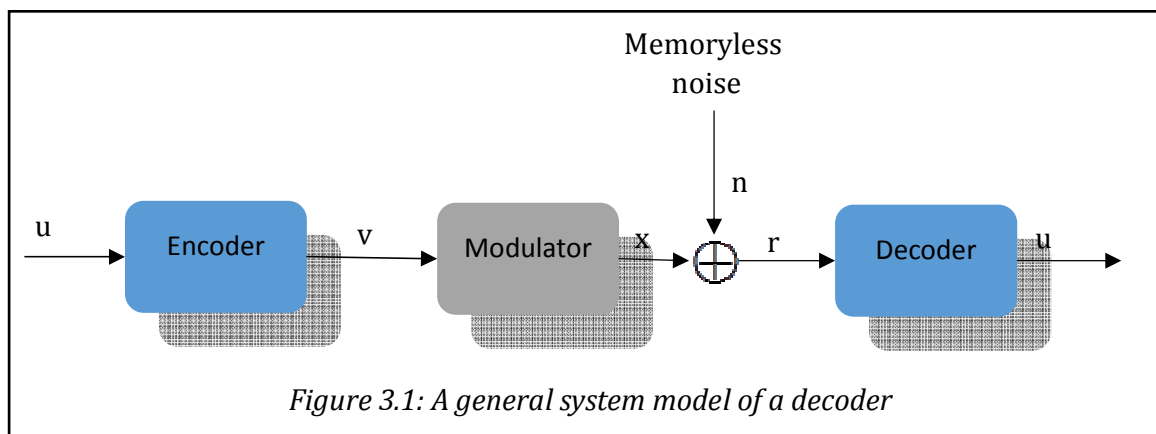 Memoryless
noise
n
u
Encoder
v
Modulator
x
r
Decoder
u
Figure 3.1: A general system model of a decoder